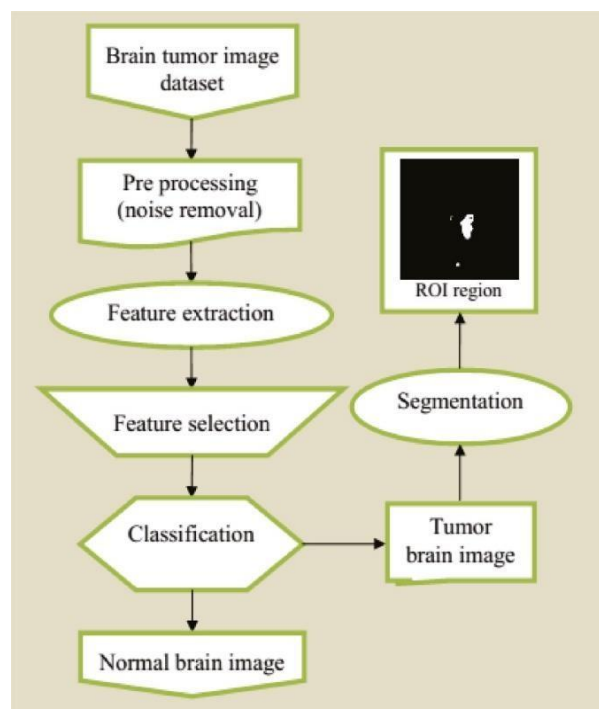 Brain tumor image
dataset
Pre processing
(noise removal)
Feature extraction
Feature selection
Classification
Normal brain image
Tumor
brain image
Segmentation
ROI region